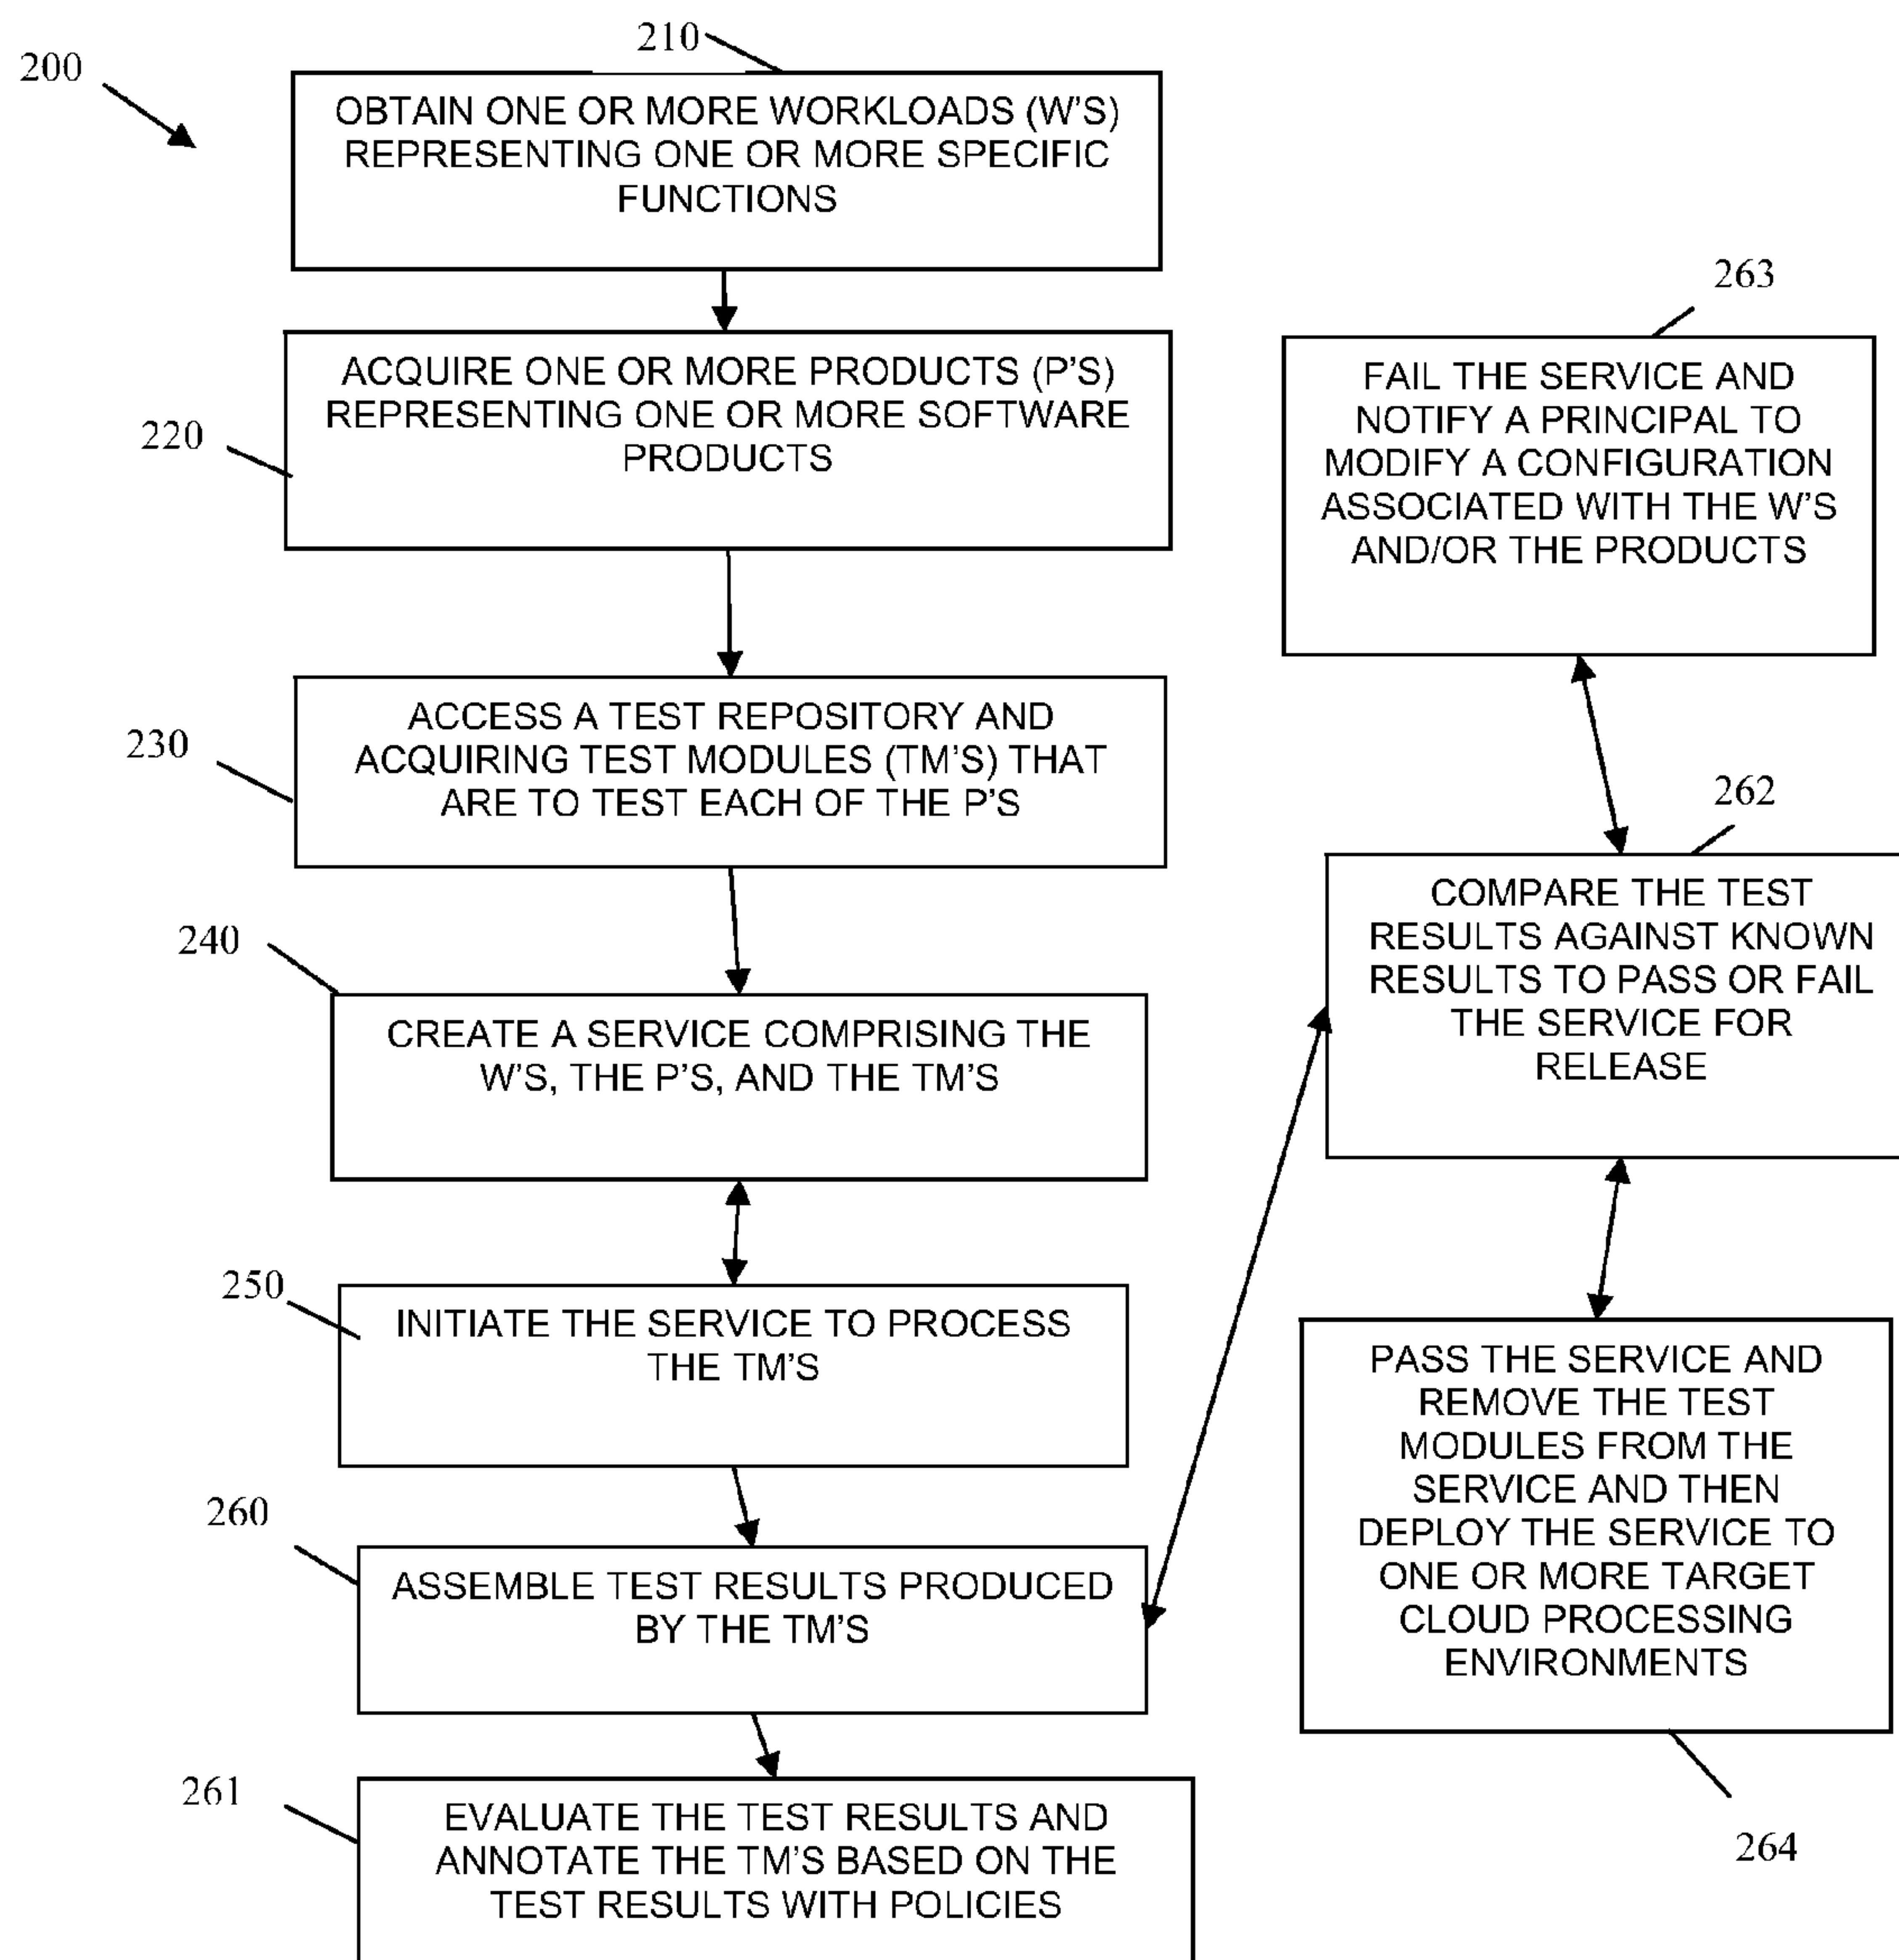 200
210
OBTAIN ONE OR MORE WORKLOADS (W'S)
REPRESENTING ONE OR MORE SPECIFIC
FUNCTIONS
220
ACQUIRE ONE OR MORE PRODUCTS (P'S)
REPRESENTING ONE OR MORE SOFTWARE
PRODUCTS
230
ACCESS A TEST REPOSITORY AND
ACQUIRING TEST MODULES (TM'S) THAT
ARE TO TEST EACH OF THE P'S
240
CREATE A SERVICE COMPRISING THE
W'S, THE P'S, AND THE TM'S
250
INITIATE THE SERVICE TO PROCESS
THE TM'S
260
ASSEMBLE TEST RESULTS PRODUCED
BY THE TM'S
261
EVALUATE THE TEST RESULTS AND
ANNOTATE THE TM'S BASED ON THE
TEST RESULTS WITH POLICIES
263
FAIL THE SERVICE AND
NOTIFY A PRINCIPAL TO
MODIFY A CONFIGURATION
ASSOCIATED WITH THE W'S
AND/OR THE PRODUCTS
262
COMPARE THE TEST
RESULTS AGAINST KNOWN
RESULTS TO PASS OR FAIL
THE SERVICE FOR
RELEASE
PASS THE SERVICE AND
REMOVE THE TEST
MODULES FROM THE
SERVICE AND THEN
DEPLOY THE SERVICE TO
ONE OR MORE TARGET
CLOUD PROCESSING
ENVIRONMENTS
264